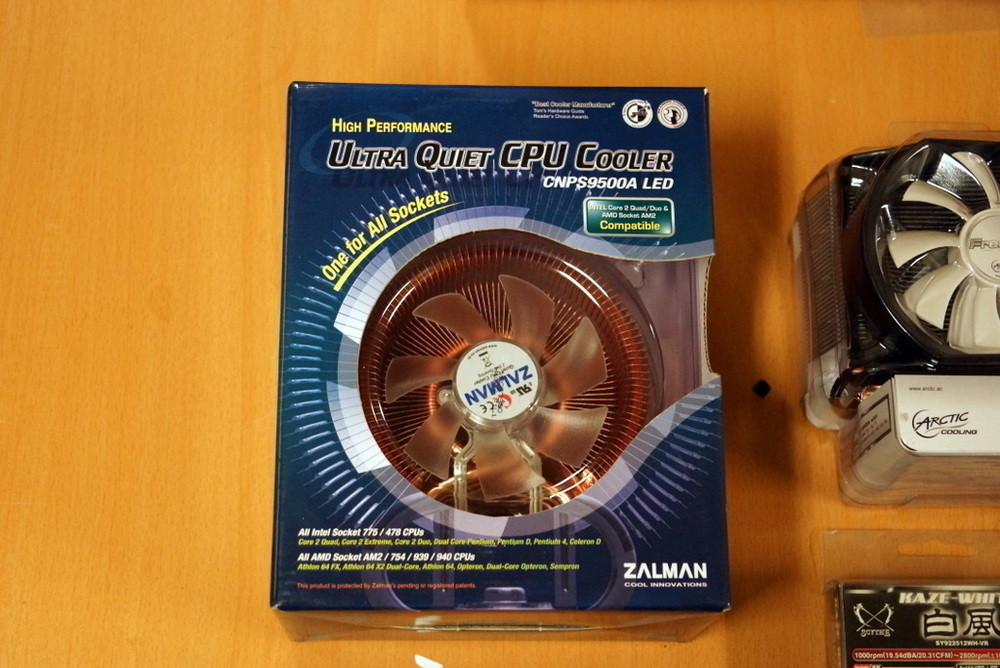 "Best Cooler Manufacturer"
Tom's Hardware Guide
Reader's Choice Awards
HIGH PERFORMANCE
ULTRA QUIET CPU COOLER
CNPS9500A LED
INTEL Core 2 Quad/Duo &
AMD Socket AM2
Compatible
One for All Sockets
ZALMAN
All Intel Socket 775 / 478 CPUs
Core 2 Quad, Core 2 Extreme, Core 2 Duo, Dual Core Pentium, Pentium D, Pentium 4, Celeron D
All AMD Socket AM2 / 754 / 939 / 940 CPUs
Athlon 64 FX, Athlon 64 X2 Dual-Core, Athlon 64, Opteron, Dual-Core Opteron, Sempron
This product is protected by Zalman's pending or registered patents.
ZALMAN
COOL INNOVATIONS
www.arctic.ac
ARCTIC
COOLING
KAZE-WHIT
SCYTHE
白風
SY922512WH-VR
1000rpm(19.54dBA/20.31CFM)~2800rpm